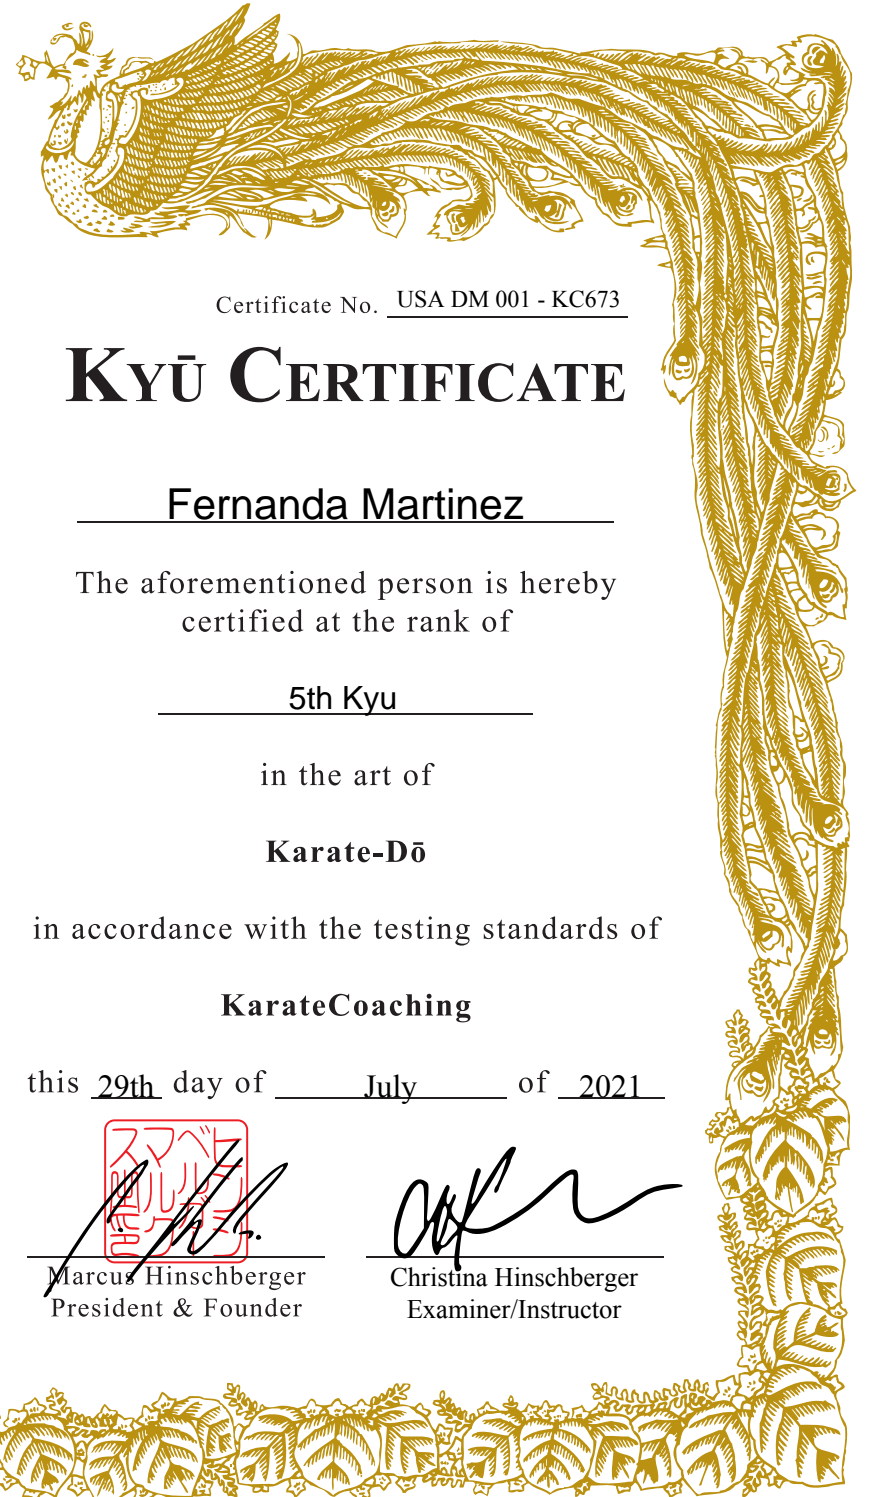 Certificate No. USA DM 001 - KC673
KYŪ CERTIFICATE
Fernanda Martinez
The aforementioned person is hereby
certified at the rank of
5th Kyu
in the art of
Karate-Dō
in accordance with the testing standards of
KarateCoaching
this 29th day of July of 2021
Marcus Hinschberger
President & Founder
Christina Hinschberger
Examiner/Instructor